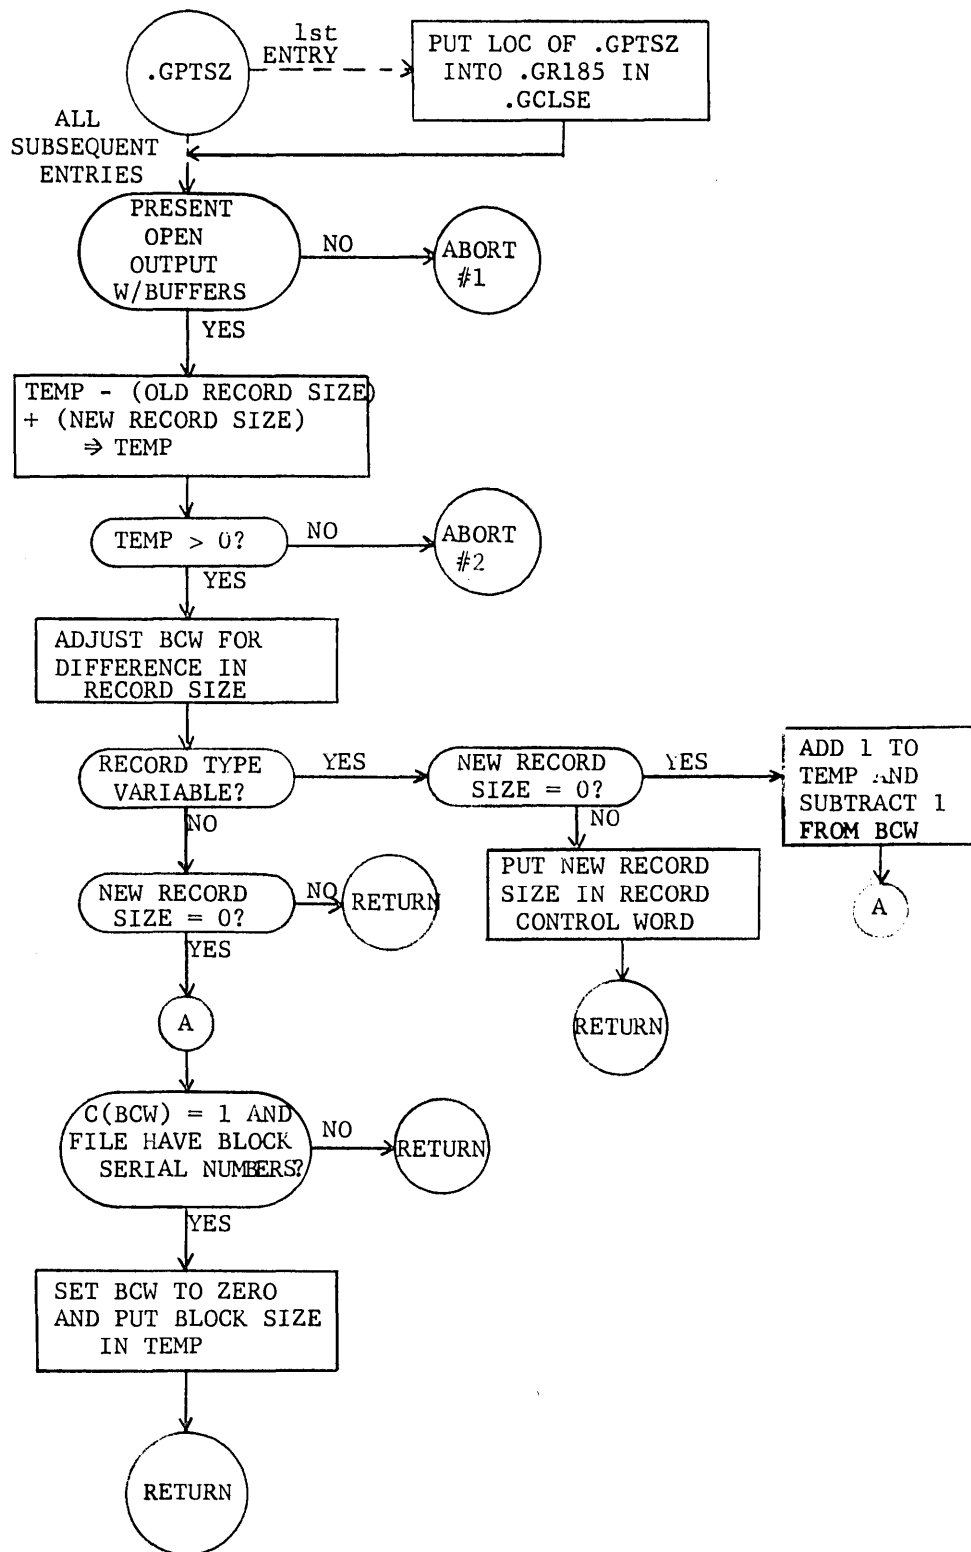 .GPTSZ
1st
ENTRY
PUT LOC OF .GPTSZ
INTO .GR185 IN
.GCLSE
ALL
SUBSEQUENT
ENTRIES
PRESENT
OPEN
OUTPUT
W/BUFFERS
NO
ABORT
#1
YES
TEMP - (OLD RECORD SIZE)
+ (NEW RECORD SIZE)
⇒ TEMP
TEMP > 0?
NO
ABORT
#2
YES
ADJUST BCW FOR
DIFFERENCE IN
RECORD SIZE
RECORD TYPE
VARIABLE?
YES
NEW RECORD
SIZE = 0?
YES
ADD 1 TO
TEMP AND
SUBTRACT 1
FROM BCW
A
NO
PUT NEW RECORD
SIZE IN RECORD
CONTROL WORD
RETURN
NO
NEW RECORD
SIZE = 0?
NO
RETURN
YES
A
C(BCW) = 1 AND
FILE HAVE BLOCK
SERIAL NUMBERS?
NO
RETURN
YES
SET BCW TO ZERO
AND PUT BLOCK SIZE
IN TEMP
RETURN